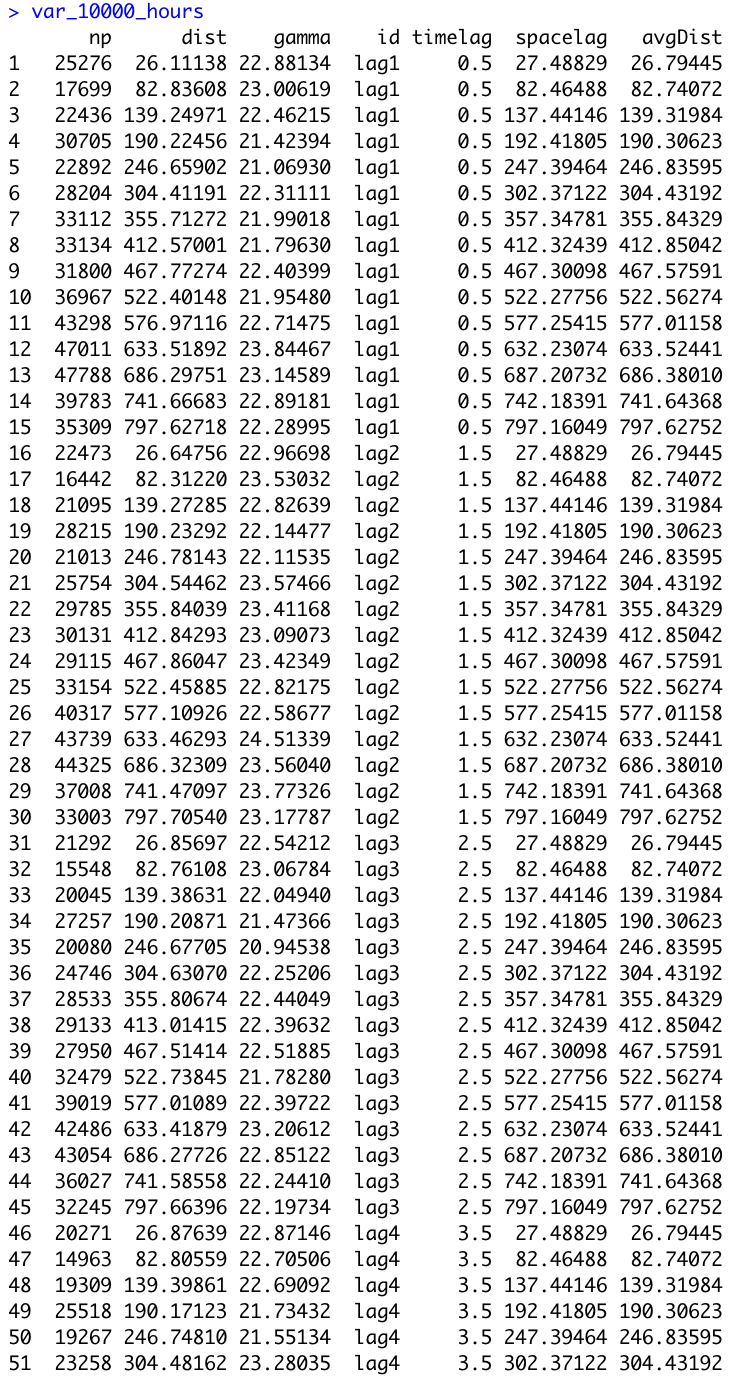 > var_10000_hours
np dist gamma id timelag spacelag avgDist
1 25276 26.11138 22.88134 lag1 0.5 27.48829 26.79445
2 17699 82.83608 23.00619 lag1 0.5 82.46488 82.74072
3 22436 139.24971 22.46215 lag1 0.5 137.44146 139.31984
4 30705 190.22456 21.42394 lag1 0.5 192.41805 190.30623
5 22892 246.65902 21.06930 lag1 0.5 247.39464 246.83595
6 28204 304.41191 22.31111 lag1 0.5 302.37122 304.43192
7 33112 355.71272 21.99018 lag1 0.5 357.34781 355.84329
8 33134 412.57001 21.79630 lag1 0.5 412.32439 412.85042
9 31800 467.77274 22.40399 lag1 0.5 467.30098 467.57591
10 36967 522.40148 21.95480 lag1 0.5 522.27756 522.56274
11 43298 576.97116 22.71475 lag1 0.5 577.25415 577.01158
12 47011 633.51892 23.84467 lag1 0.5 632.23074 633.52441
13 47788 686.29751 23.14589 lag1 0.5 687.20732 686.38010
14 39783 741.66683 22.89181 lag1 0.5 742.18391 741.64368
15 35309 797.62718 22.28995 lag1 0.5 797.16049 797.62752
16 22473 26.64756 22.96698 lag2 1.5 27.48829 26.79445
17 16442 82.31220 23.53032 lag2 1.5 82.46488 82.74072
18 21095 139.27285 22.82639 lag2 1.5 137.44146 139.31984
19 28215 190.23292 22.14477 lag2 1.5 192.41805 190.30623
20 21013 246.78143 22.11535 lag2 1.5 247.39464 246.83595
21 25754 304.54462 23.57466 lag2 1.5 302.37122 304.43192
22 29785 355.84039 23.41168 lag2 1.5 357.34781 355.84329
23 30131 412.84293 23.09073 lag2 1.5 412.32439 412.85042
24 29115 467.86047 23.42349 lag2 1.5 467.30098 467.57591
25 33154 522.45885 22.82175 lag2 1.5 522.27756 522.56274
26 40317 577.10926 22.58677 lag2 1.5 577.25415 577.01158
27 43739 633.46293 24.51339 lag2 1.5 632.23074 633.52441
28 44325 686.32309 23.56040 lag2 1.5 687.20732 686.38010
29 37008 741.47097 23.77326 lag2 1.5 742.18391 741.64368
30 33003 797.70540 23.17787 lag2 1.5 797.16049 797.62752
31 21292 26.85697 22.54212 lag3 2.5 27.48829 26.79445
32 15548 82.76108 23.06784 lag3 2.5 82.46488 82.74072
33 20045 139.38631 22.04940 lag3 2.5 137.44146 139.31984
34 27257 190.20871 21.47366 lag3 2.5 192.41805 190.30623
35 20080 246.67705 20.94538 lag3 2.5 247.39464 246.83595
36 24746 304.63070 22.25206 lag3 2.5 302.37122 304.43192
37 28533 355.80674 22.44049 lag3 2.5 357.34781 355.84329
38 29133 413.01415 22.39632 lag3 2.5 412.32439 412.85042
39 27950 467.51414 22.51885 lag3 2.5 467.30098 467.57591
40 32479 522.73845 21.78280 lag3 2.5 522.27756 522.56274
41 39019 577.01089 22.39722 lag3 2.5 577.25415 577.01158
42 42486 633.41879 23.20612 lag3 2.5 632.23074 633.52441
43 43054 686.27726 22.85122 lag3 2.5 687.20732 686.38010
44 36027 741.58558 22.24410 lag3 2.5 742.18391 741.64368
45 32245 797.66396 22.19734 lag3 2.5 797.16049 797.62752
46 20271 26.87639 22.87146 lag4 3.5 27.48829 26.79445
47 14963 82.80559 22.70506 lag4 3.5 82.46488 82.74072
48 19309 139.39861 22.69092 lag4 3.5 137.44146 139.31984
49 25518 190.17123 21.73432 lag4 3.5 192.41805 190.30623
50 19267 246.74810 21.55134 lag4 3.5 247.39464 246.83595
51 23258 304.48162 23.28035 lag4 3.5 302.37122 304.43192